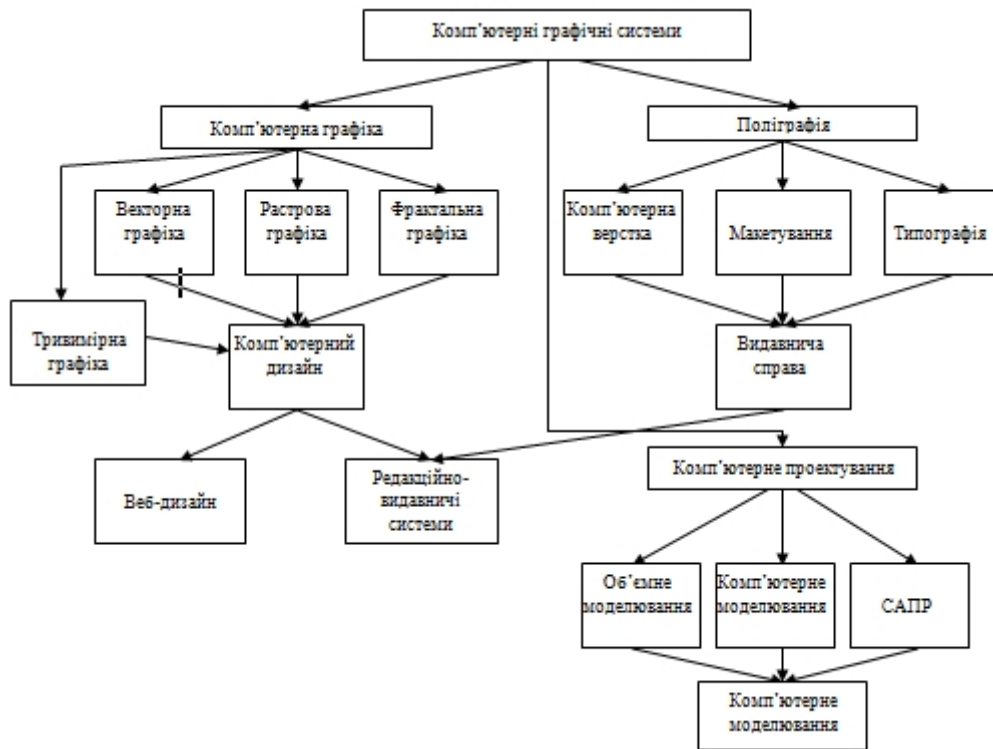 Комп’ютерні графічні системи
Комп’ютерна графіка
Поліграфія
Векторна
графіка
Растрова
графіка
Фрактальна
графіка
Комп’ютерна
верстка
Макетування
Типографія
Тривимірна
графіка
Комп’ютерний
дизайн
Видавнича
справа
Веб-дизайн
Редакційно-
видавничі
системи
Комп’ютерне проектування
Об’ємне
моделювання
Комп’ютерне
моделювання
САПР
Комп’ютерне
моделювання